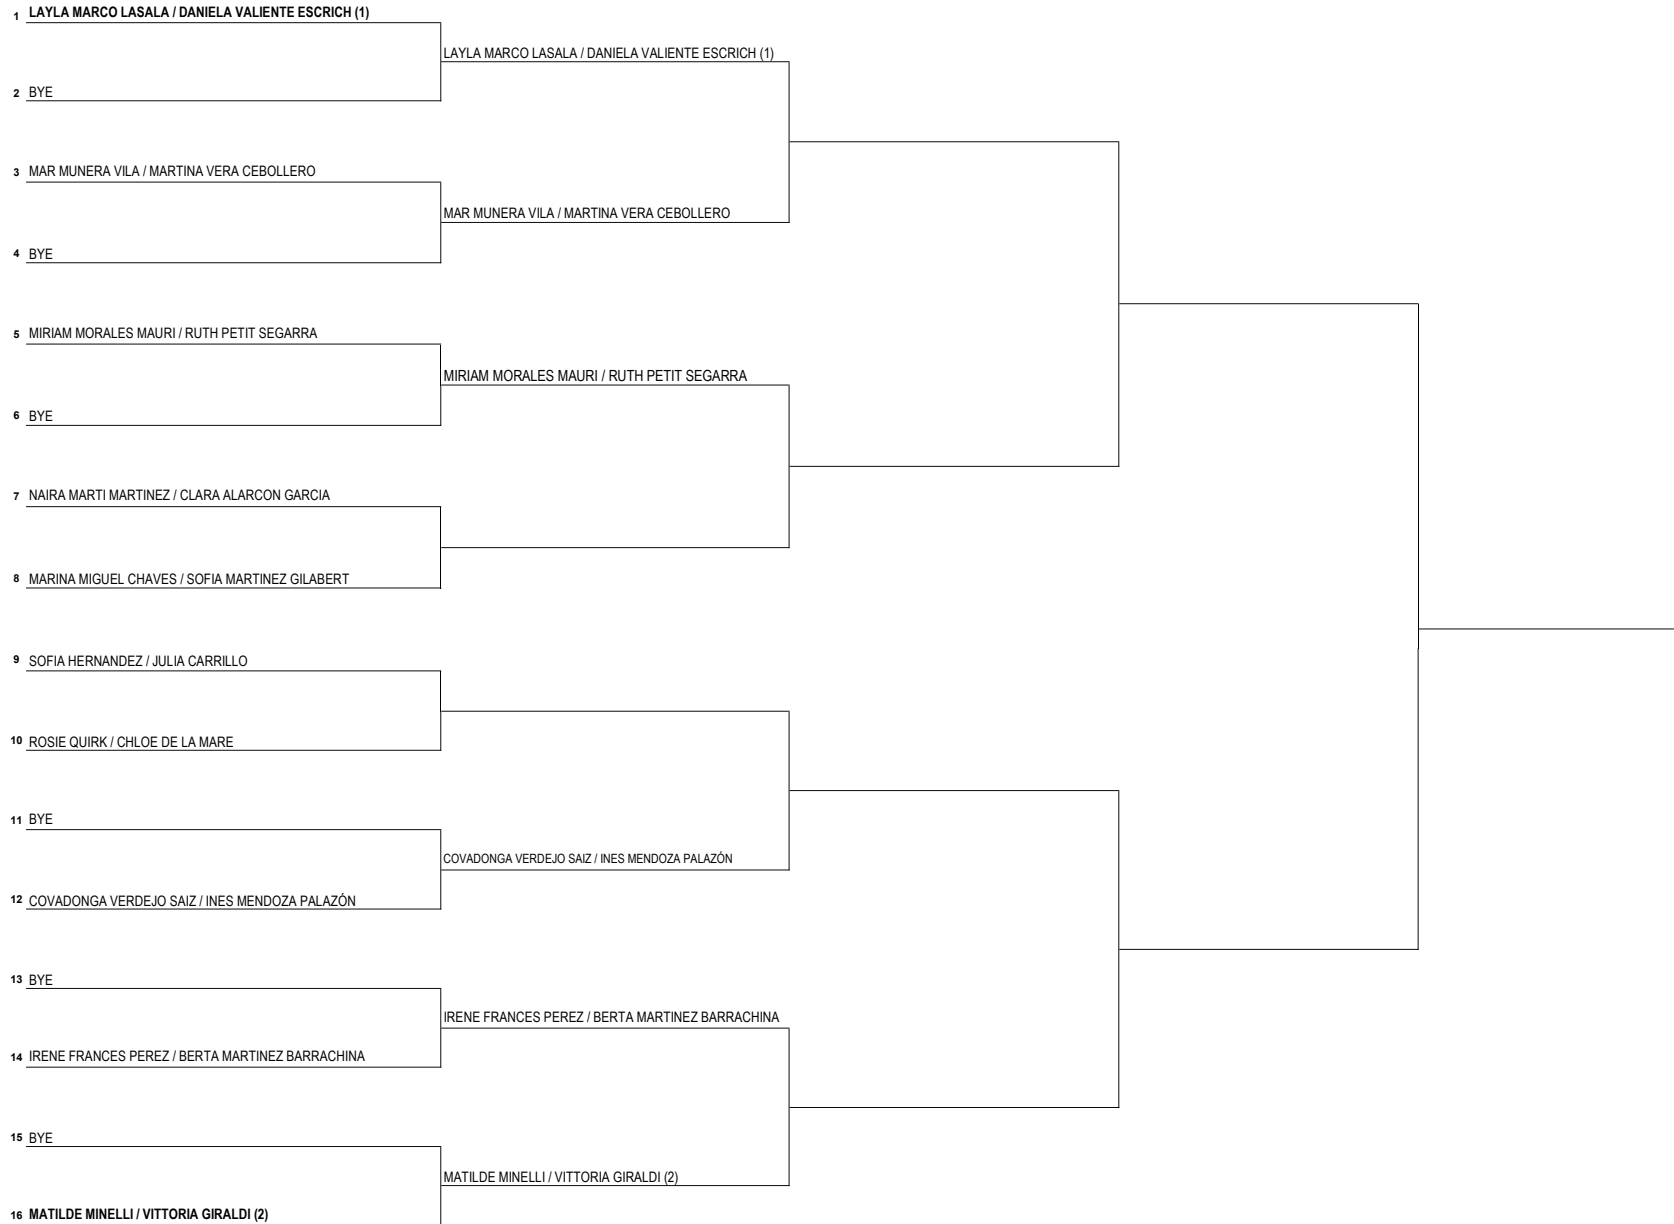 1 LAYLA MARCO LASALA / DANIELA VALIENTE ESCRICH (1)
LAYLA MARCO LASALA / DANIELA VALIENTE ESCRICH (1)
2 BYE
3 MAR MUNERA VILA / MARTINA VERA CEBOLLERO
MAR MUNERA VILA / MARTINA VERA CEBOLLERO
4 BYE
5 MIRIAM MORALES MAURI / RUTH PETIT SEGARRA
MIRIAM MORALES MAURI / RUTH PETIT SEGARRA
6 BYE
7 NAIRA MARTI MARTINEZ / CLARA ALARCON GARCIA
8 MARINA MIGUEL CHAVES / SOFIA MARTINEZ GILABERT
9 SOFIA HERNANDEZ / JULIA CARRILLO
10 ROSIE QUIRK / CHLOE DE LA MARE
11 BYE
COVADONGA VERDEJO SAIZ / INES MENDOZA PALAZÓN
12 COVADONGA VERDEJO SAIZ / INES MENDOZA PALAZÓN
13 BYE
IRENE FRANCES PEREZ / BERTA MARTINEZ BARRACHINA
14 IRENE FRANCES PEREZ / BERTA MARTINEZ BARRACHINA
15 BYE
MATILDE MINELLI / VITTORIA GIRALDI (2)
16 MATILDE MINELLI / VITTORIA GIRALDI (2)